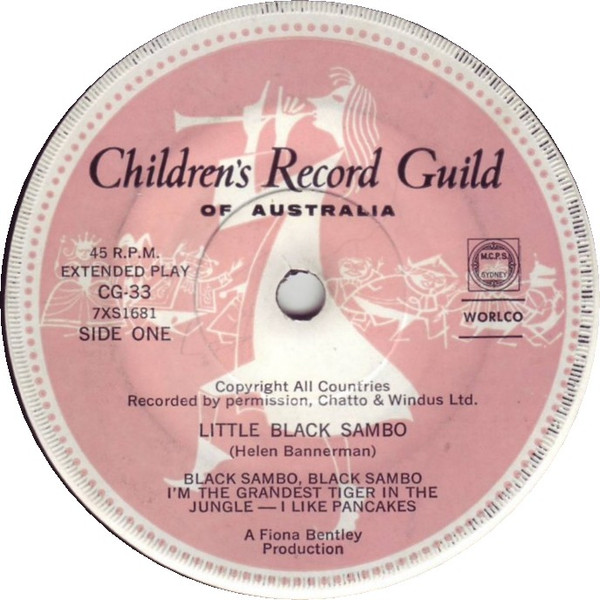 Children's Record Guild
OF AUSTRALIA
45 R.P.M.
EXTENDED PLAY
CG-33
7XS1681
SIDE ONE
M.C.P.S.
SYDNEY
WORLCO
Copyright All Countries
Recorded by permission, Chatto & Windus Ltd.
LITTLE BLACK SAMBO
(Helen Bannerman)
BLACK SAMBO, BLACK SAMBO
I'M THE GRANDEST TIGER IN THE
JUNGLE — I LIKE PANCAKES
A Fiona Bentley
Production